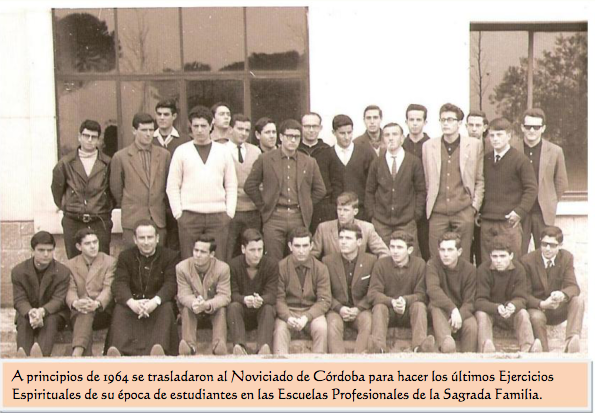 A principios de 1964 se trasladaron al Noviciado de Córdoba para hacer los últimos Ejercicios
Espirituales de su época de estudiantes en las Escuelas Profesionales de la Sagrada Familia.